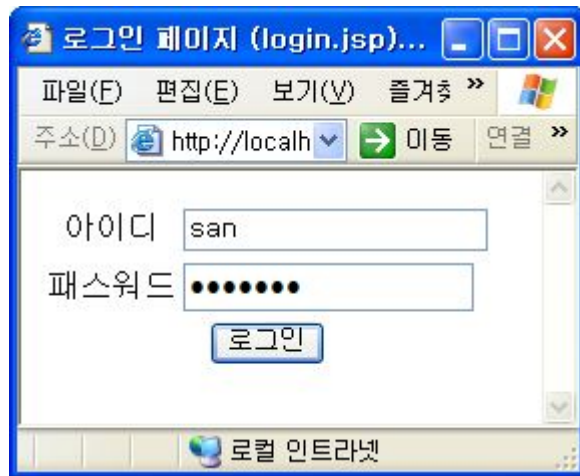 로그인 페이지 (login.jsp)...
파일(F) 편집(E) 보기(V) 즐겨찾 »
주소(D) http://localh 이동 연결 »
아이디 san
패스워드 •••••••
로그인
로컬 인트라넷